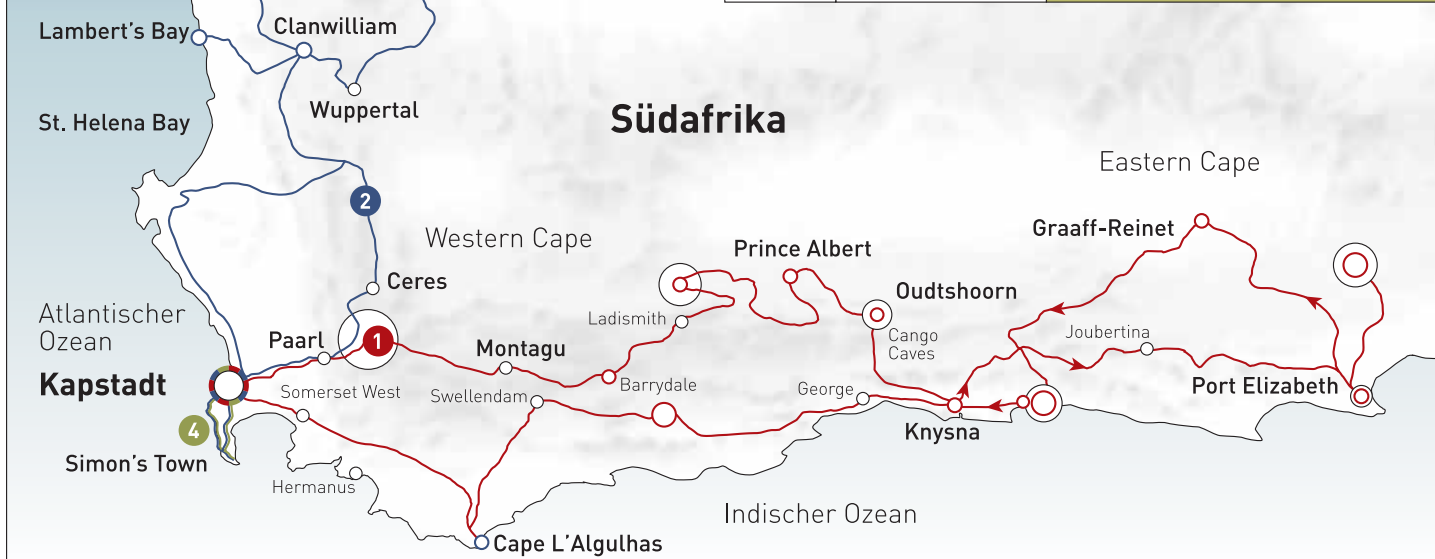 Clanwilliam
Lambert's Bay
Wuppertal
Südafrika
St. Helena Bay
Eastern Cape
2
Graaff-Reinet
Western Cape
Prince Albert
Ceres
Oudtshoorn
Atlantischer
Ozean
Ladismith
Cango
Caves
Joubertina
Paarl
1
Montagu
Kapstadt
Somerset West
Swellendam
Barrydale
George
Port Elizabeth
4
Knysna
Simon's Town
Hermanus
Indischer Ozean
Cape L'Algulhas